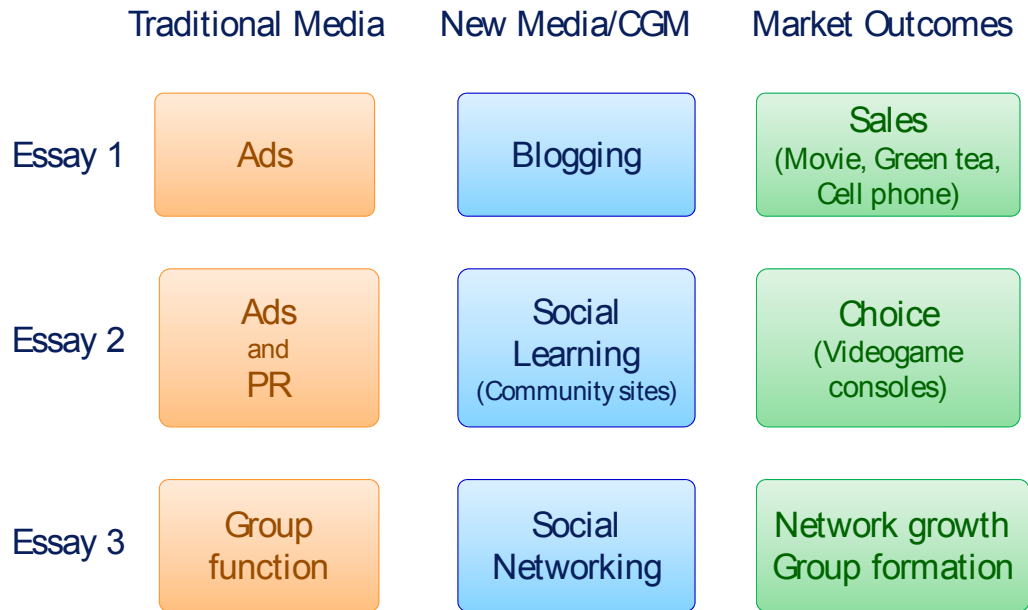 Traditional Media
New Media/CGM
Market Outcomes
Essay 1
Ads
Blogging
Sales
(Movie, Green tea,
Cell phone)
Essay 2
Ads
and
PR
Social
Learning
(Community sites)
Choice
(Videogame
consoles)
Essay 3
Group
function
Social
Networking
Network growth
Group formation